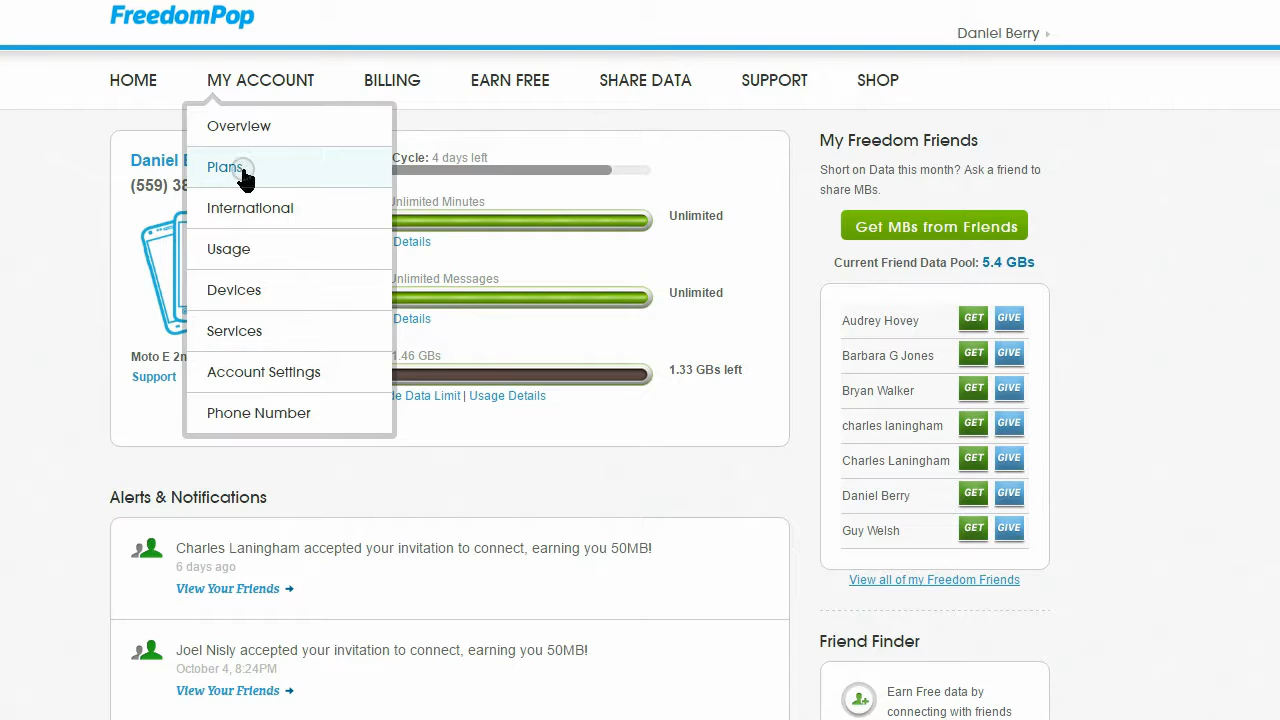 FreedomPop
Daniel Berry
HOME MY ACCOUNT BILLING EARN FREE SHARE DATA SUPPORT SHOP
Overview
Plans
International
Usage
Devices
Services
Account Settings
Phone Number
Daniel
(559) 38
Moto E
Support
Cycle: 4 days left
Unlimited Minutes
Unlimited
Details
Unlimited Messages
Unlimited
Details
1.46 GBs
1.33 GBs left
Data Limit | Usage Details
Alerts & Notifications
Charles Laningham accepted your invitation to connect, earning you 50MB!
6 days ago
View Your Friends
Joel Nisly accepted your invitation to connect, earning you 50MB!
October 4, 8:24PM
View Your Friends
My Freedom Friends
Short on Data this month? Ask a friend to
share MBs.
Get MBs from Friends
Current Friend Data Pool: 5.4 GBs
Audrey Hovey GET GIVE
Barbara G Jones GET GIVE
Bryan Walker GET GIVE
charles laningham GET GIVE
Charles Laningham GET GIVE
Daniel Berry GET GIVE
Guy Welsh GET GIVE
View all of my Freedom Friends
Friend Finder
Earn Free data by
connecting with friends